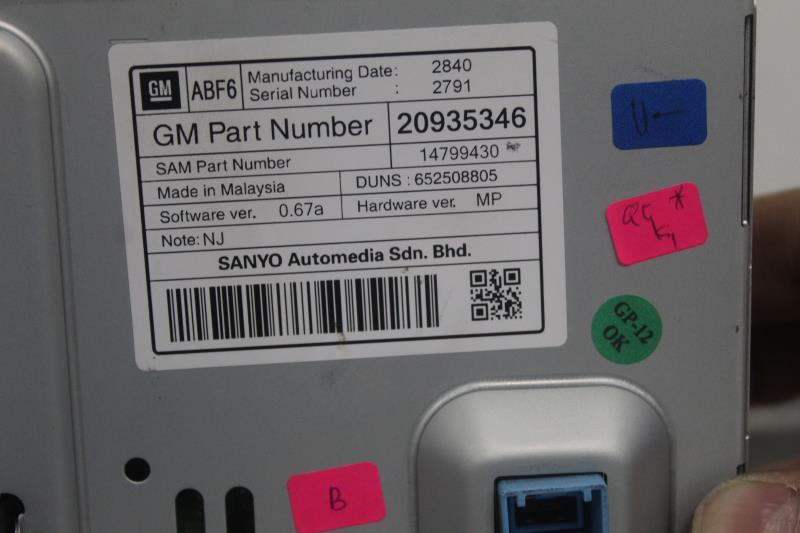 GM ABF6 Manufacturing Date: 2840
Serial Number : 2791
GM Part Number 20935346
SAM Part Number 14799430
Made in Malaysia DUNS : 652508805
Software ver. 0.67a Hardware ver. MP
Note: NJ
SANYO Automedia Sdn. Bhd.
GP-12
OK
B